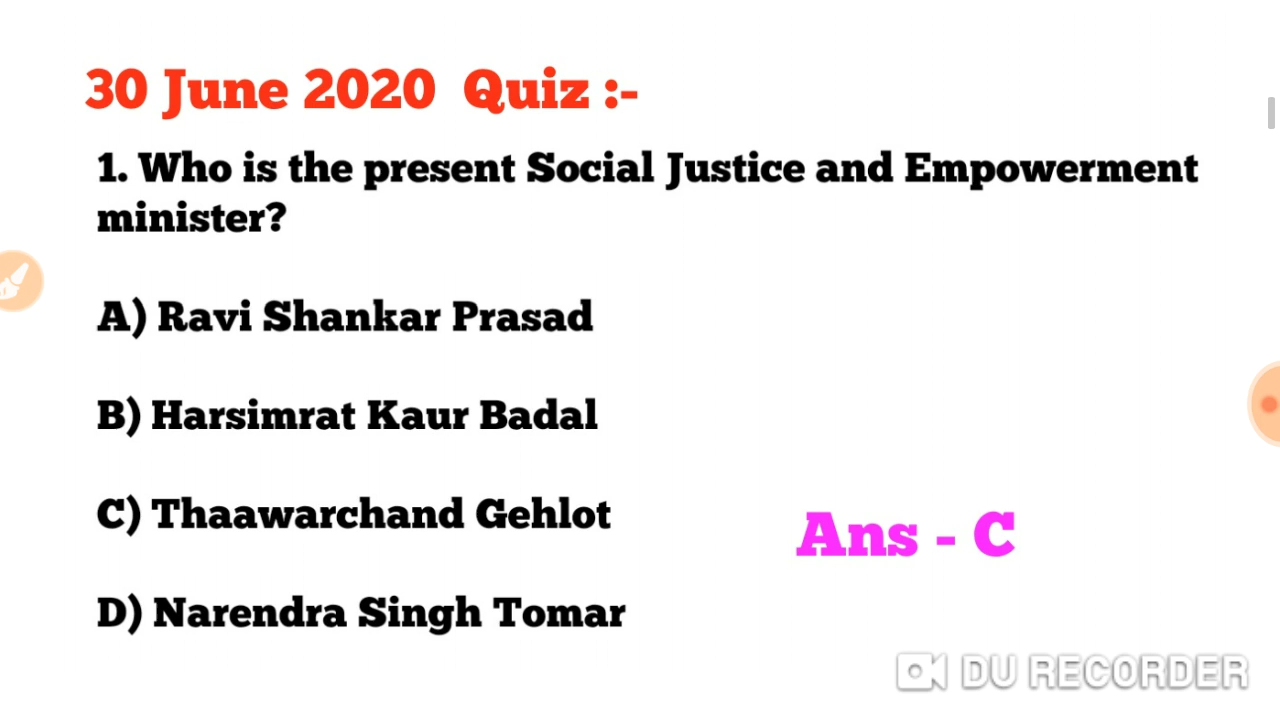 30 June 2020 Quiz :-
1. Who is the present Social Justice and Empowerment
minister?
A) Ravi Shankar Prasad
B) Harsimrat Kaur Badal
C) Thaawarchand Gehlot
Ans - C
D) Narendra Singh Tomar
DU RECORDER